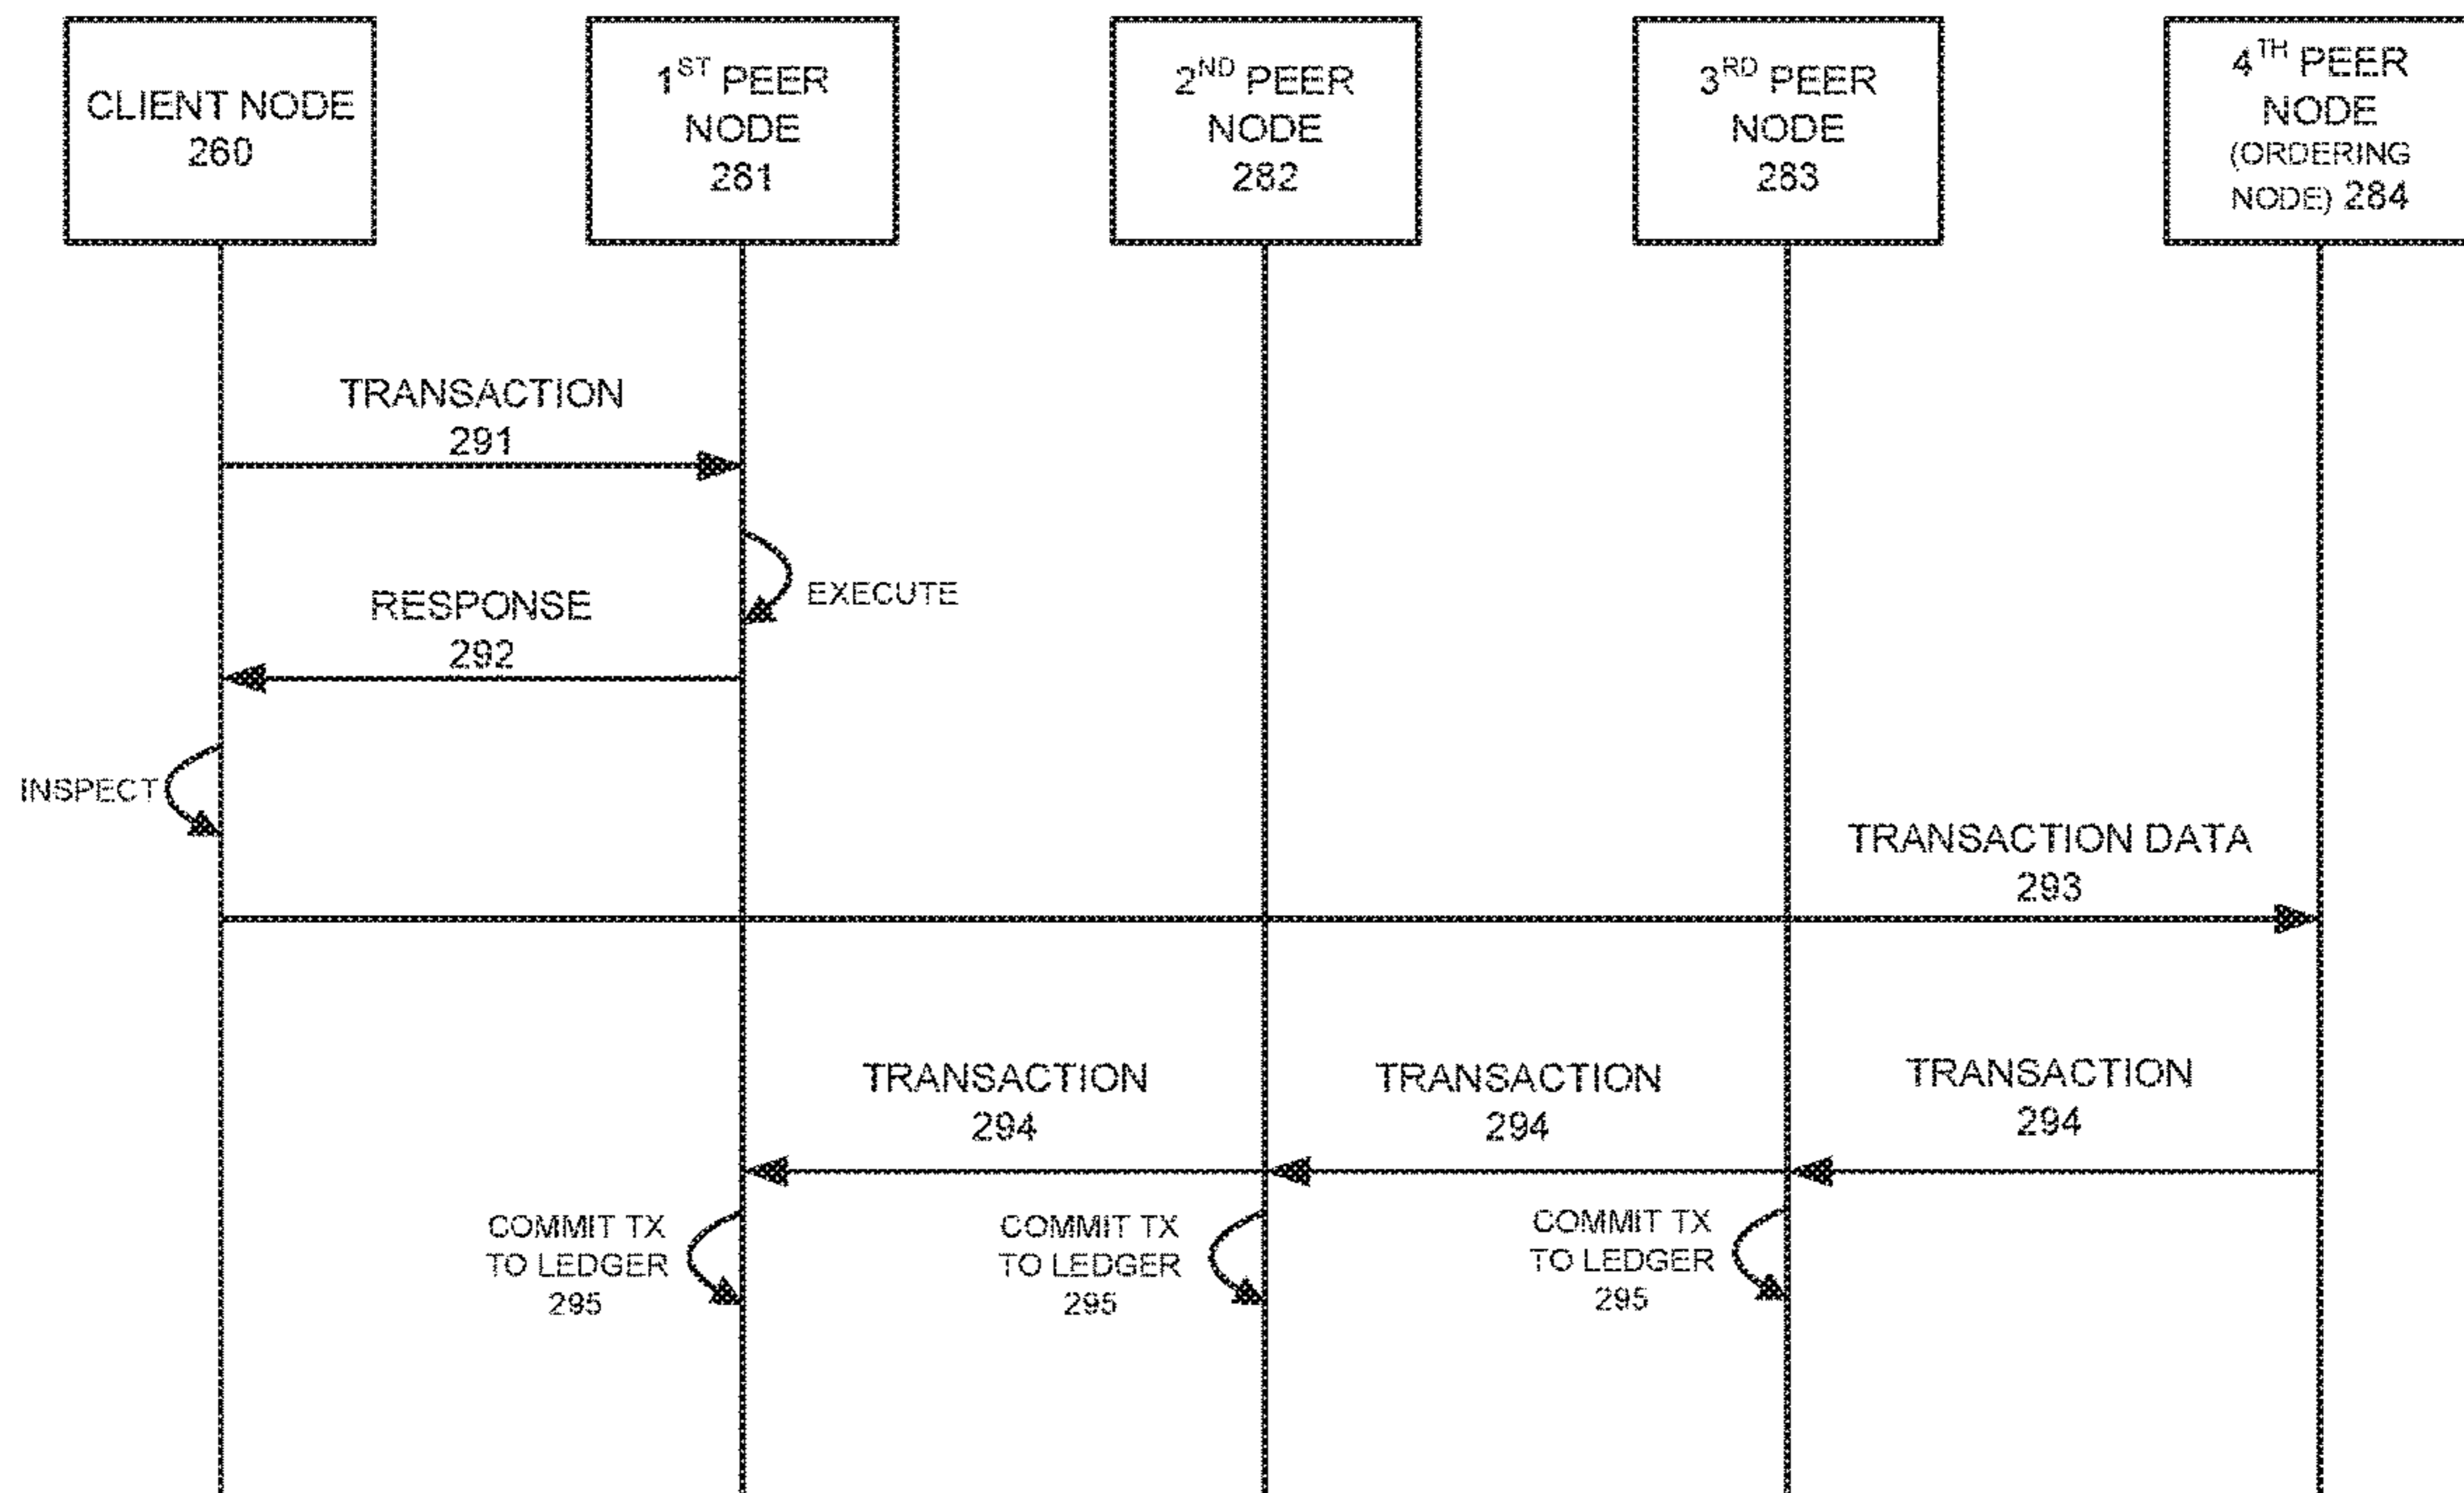 CLIENT NODE
260
1ST PEER
NODE
281
2ND PEER
NODE
282
3RD PEER
NODE
283
4TH PEER
NODE
(ORDERING
NODE) 284
TRANSACTION
291
EXECUTE
RESPONSE
292
INSPECT
TRANSACTION DATA
293
TRANSACTION
294
TRANSACTION
294
TRANSACTION
294
COMMIT TX
TO LEDGER
295
COMMIT TX
TO LEDGER
295
COMMIT TX
TO LEDGER
295